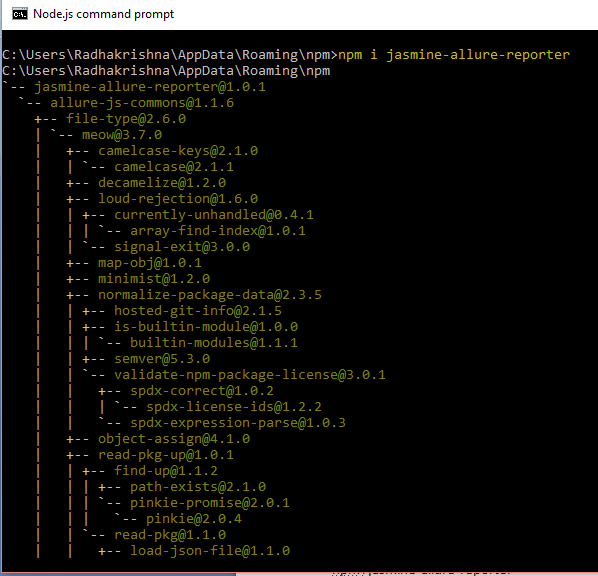 Node.js command prompt
C:\Users\Radhakrishna\AppData\Roaming\npm>npm i jasmine-allure-reporter
C:\Users\Radhakrishna\AppData\Roaming\npm
`-- jasmine-allure-reporter@1.0.1
  `-- allure-js-commons@1.1.6
    +-- file-type@2.6.0
    | `-- meow@3.7.0
    |   +-- camelcase-keys@2.1.0
    |   | `-- camelcase@2.1.1
    |   +-- decamelize@1.2.0
    |   +-- loud-rejection@1.6.0
    |   | +-- currently-unhandled@0.4.1
    |   | | `-- array-find-index@1.0.1
    |   | `-- signal-exit@3.0.0
    |   +-- map-obj@1.0.1
    |   +-- minimist@1.2.0
    |   +-- normalize-package-data@2.3.5
    |   | +-- hosted-git-info@2.1.5
    |   | +-- is-builtin-module@1.0.0
    |   | | `-- builtin-modules@1.1.1
    |   | +-- semver@5.3.0
    |   | `-- validate-npm-package-license@3.0.1
    |   |   +-- spdx-correct@1.0.2
    |   |   | `-- spdx-license-ids@1.2.2
    |   |   `-- spdx-expression-parse@1.0.3
    |   +-- object-assign@4.1.0
    |   +-- read-pkg-up@1.0.1
    |   | +-- find-up@1.1.2
    |   | | +-- path-exists@2.1.0
    |   | | `-- pinkie-promise@2.0.1
    |   | |   `-- pinkie@2.0.4
    |   | `-- read-pkg@1.1.0
    |   |   +-- load-json-file@1.1.0